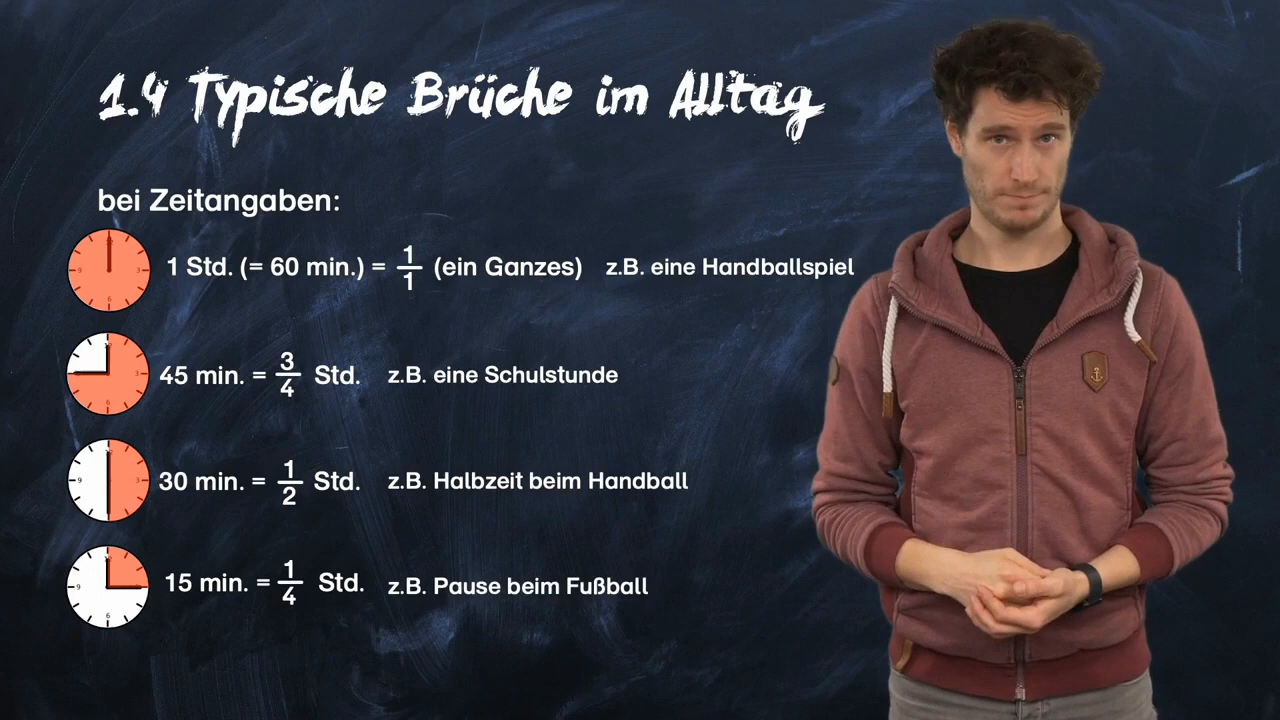 1.4 Typische Brüche im Alltag
bei Zeitangaben:
1 Std. (= 60 min.) = 1/1 (ein Ganzes) z.B. eine Handballspiel
45 min. = 3/4 Std. z.B. eine Schulstunde
30 min. = 1/2 Std. z.B. Halbzeit beim Handball
15 min. = 1/4 Std. z.B. Pause beim Fußball